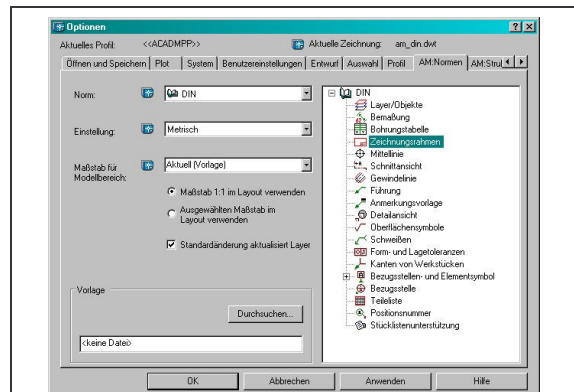 Optionen
Aktuelles Profil: <<ACADMPP>> Aktuelle Zeichnung: am_din.dwt
Öffnen und Speichern Plot System Benutzereinstellungen Entwurf Auswahl Profil AM:Normen AM:Stru
Norm: DIN
Einstellung: Metrisch
Maßstab für Modellbereich: Aktuell (Vorlage)
Maßstab 1:1 im Layout verwenden
Ausgewählten Maßstab im
Layout verwenden
Standardänderung aktualisiert Layer
Vorlage
Durchsuchen...
<keine Datei>
DIN
Layer/Objekte
Bemaßung
Bohrungstabelle
Zeichnungsrahmen
Mittellinie
Schnittansicht
Gewindelinie
Führung
Anmerkungsvorlage
Detailansicht
Oberflächensymbole
Schweißen
Form- und Lagetoleranzen
Kanten von Werkstücken
Bezugsstellen- und Elementsymbol
Bezugsstelle
Teileliste
Positionsnummer
Stücklistenunterstützung
OK Abbrechen Anwenden Hilfe